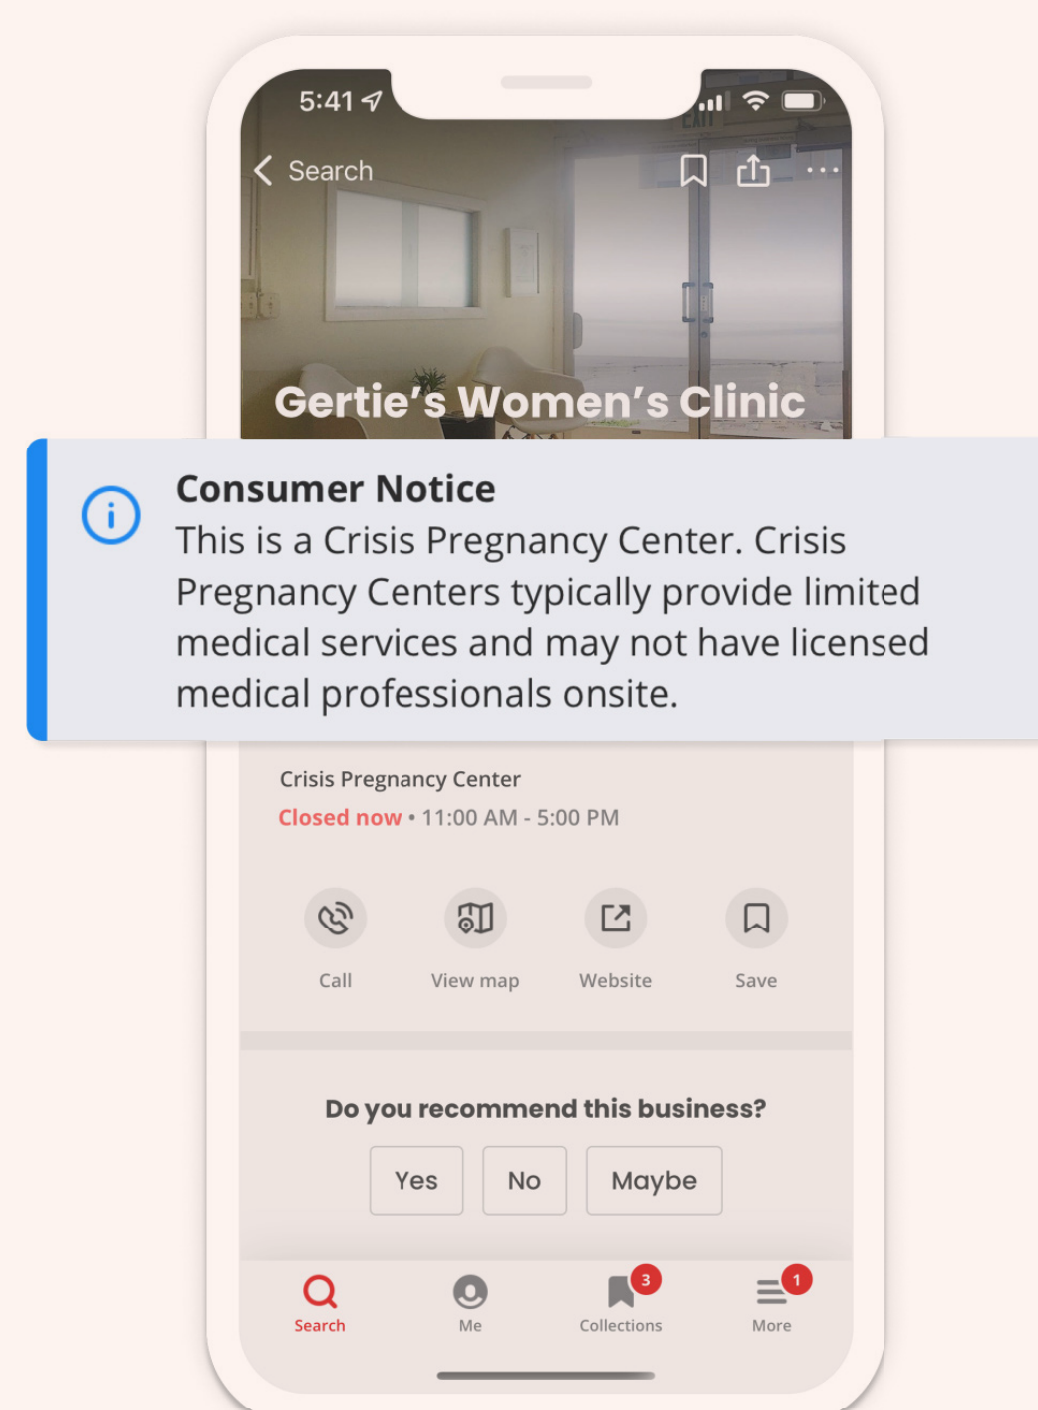 5:41
Search
EXIT
Gertie’s Women’s Clinic
Consumer Notice
This is a Crisis Pregnancy Center. Crisis
Pregnancy Centers typically provide limited
medical services and may not have licensed
medical professionals onsite.
Crisis Pregnancy Center
Closed now • 11:00 AM - 5:00 PM
Call View map Website Save
Do you recommend this business?
Yes No Maybe
3 1
Search Me Collections More